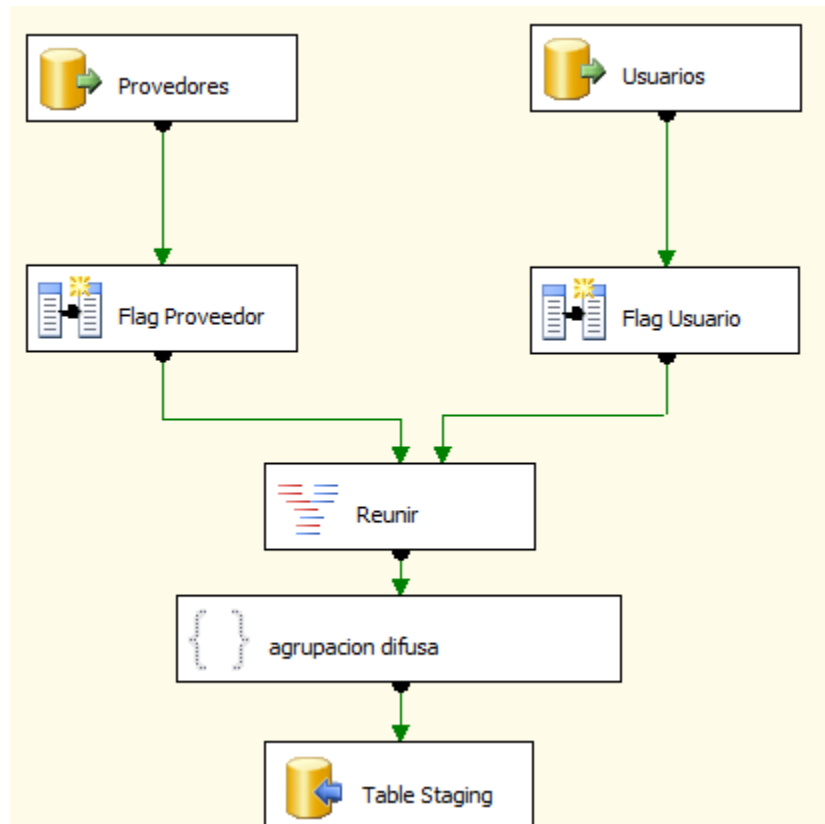 Provedores
Usuarios
Flag Proveedor
Flag Usuario
Reunir
agrupacion difusa
Table Staging